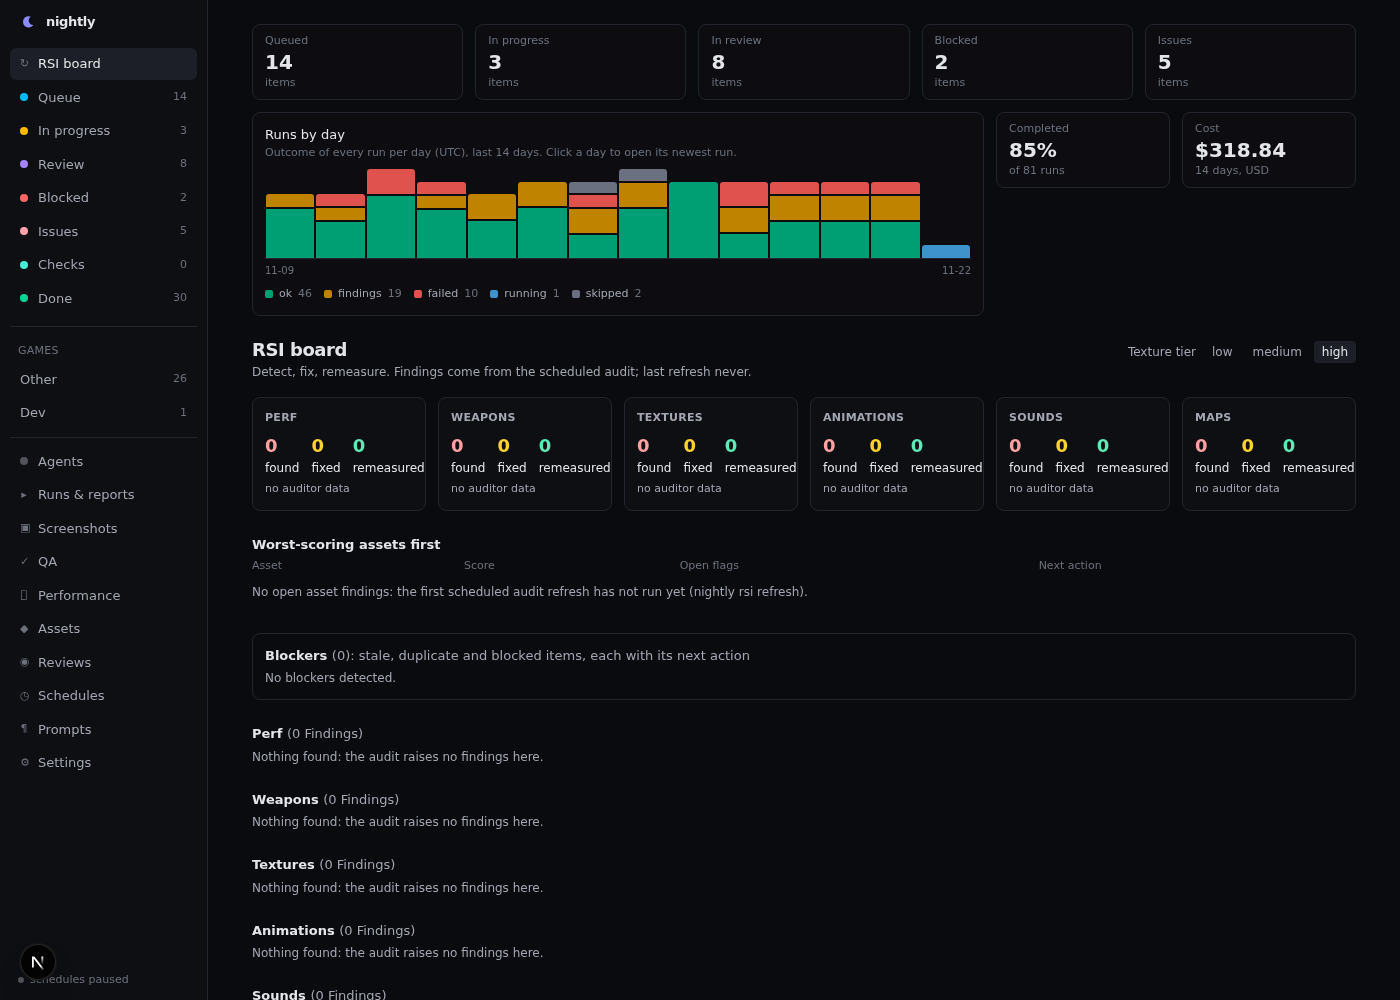 nightly
RSI board
Queue 14
In progress 3
Review 8
Blocked 2
Issues 5
Checks 0
Done 30
GAMES
Other 26
Dev 1
Agents
Runs & reports
Screenshots
QA
Performance
Assets
Reviews
Schedules
Prompts
Settings
schedules paused
Queued
14
items
In progress
3
items
In review
8
items
Blocked
2
items
Issues
5
items
Runs by day
Outcome of every run per day (UTC), last 14 days. Click a day to open its newest run.
11-09 11-22
ok 46 findings 19 failed 10 running 1 skipped 2
Completed
85%
of 81 runs
Cost
$318.84
14 days, USD
RSI board
Detect, fix, remeasure. Findings come from the scheduled audit; last refresh never.
Texture tier low medium high
PERF
0 0 0
found fixed remeasured
no auditor data
WEAPONS
0 0 0
found fixed remeasured
no auditor data
TEXTURES
0 0 0
found fixed remeasured
no auditor data
ANIMATIONS
0 0 0
found fixed remeasured
no auditor data
SOUNDS
0 0 0
found fixed remeasured
no auditor data
MAPS
0 0 0
found fixed remeasured
no auditor data
Worst-scoring assets first
Asset Score Open flags Next action
No open asset findings: the first scheduled audit refresh has not run yet (nightly rsi refresh).
Blockers (0): stale, duplicate and blocked items, each with its next action
No blockers detected.
Perf (0 Findings)
Nothing found: the audit raises no findings here.
Weapons (0 Findings)
Nothing found: the audit raises no findings here.
Textures (0 Findings)
Nothing found: the audit raises no findings here.
Animations (0 Findings)
Nothing found: the audit raises no findings here.
Sounds (0 Findings)